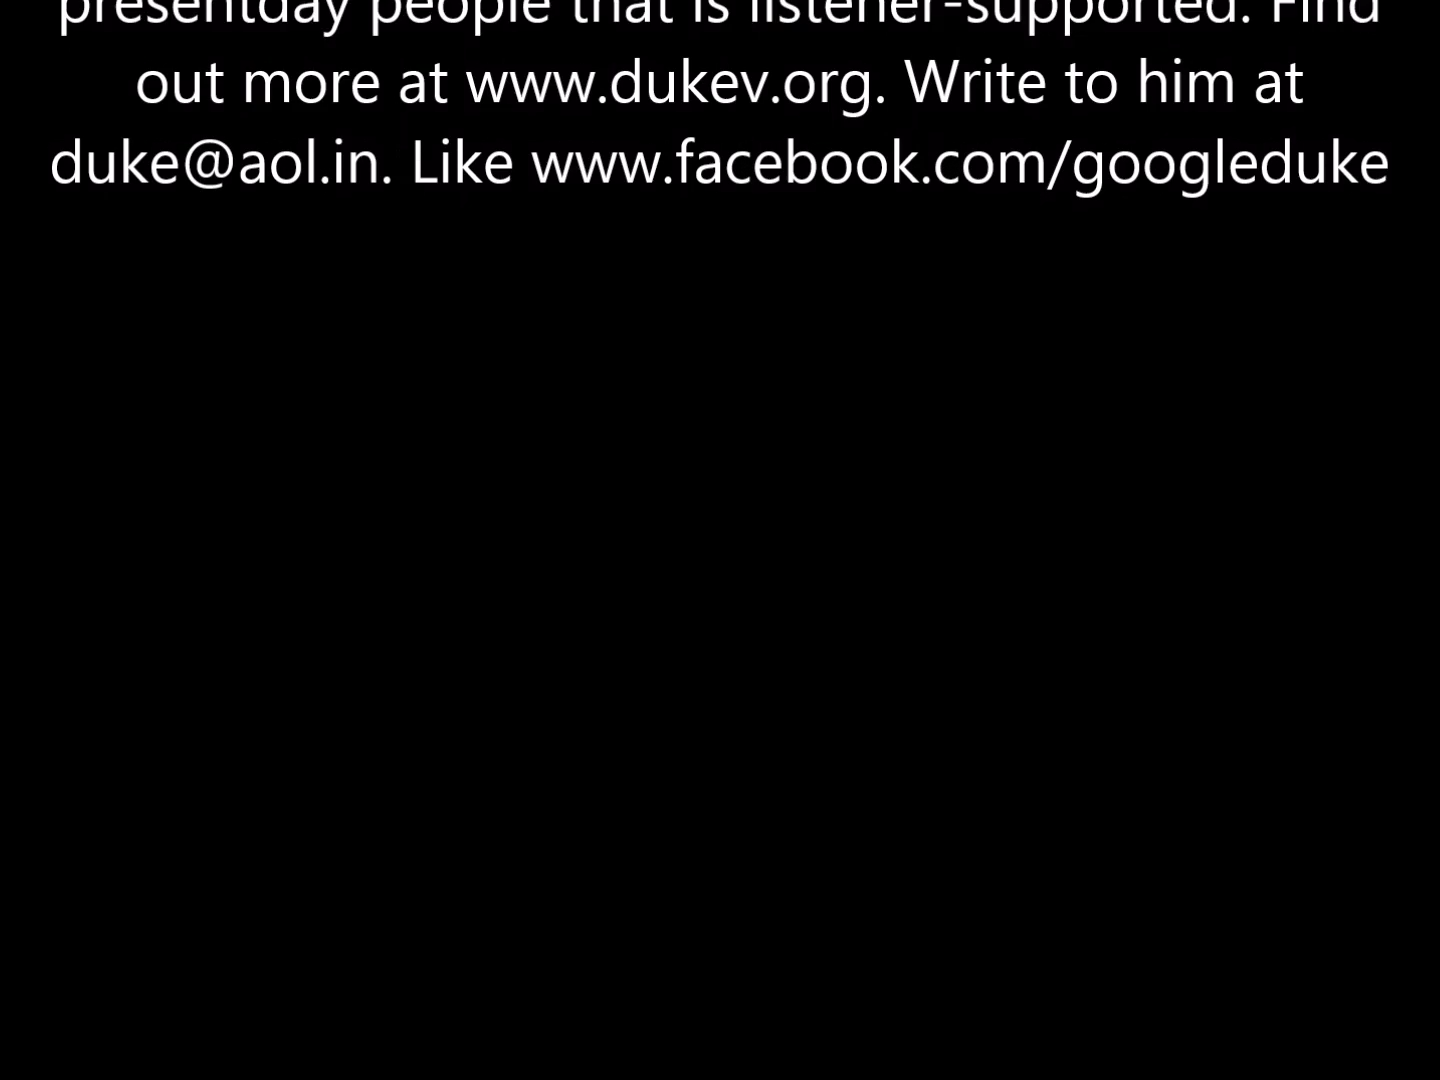 presentday people that is listener-supported. Find
out more at www.dukev.org. Write to him at
duke@aol.in. Like www.facebook.com/googleduke